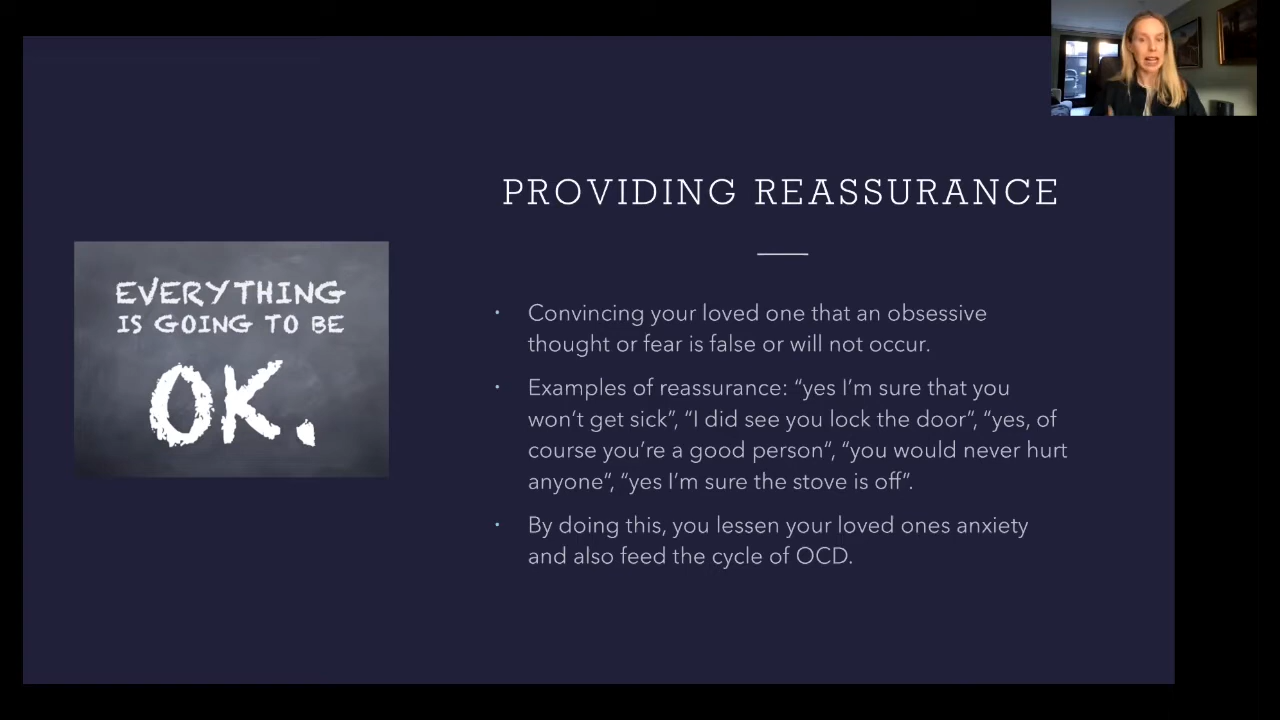 PROVIDING REASSURANCE
EVERYTHING
IS GOING TO BE
OK.
• Convincing your loved one that an obsessive
thought or fear is false or will not occur.
• Examples of reassurance: “yes I’m sure that you
won’t get sick”, “I did see you lock the door”, “yes, of
course you’re a good person“, “you would never hurt
anyone”, “yes I’m sure the stove is off”.
• By doing this, you lessen your loved ones anxiety
and also feed the cycle of OCD.